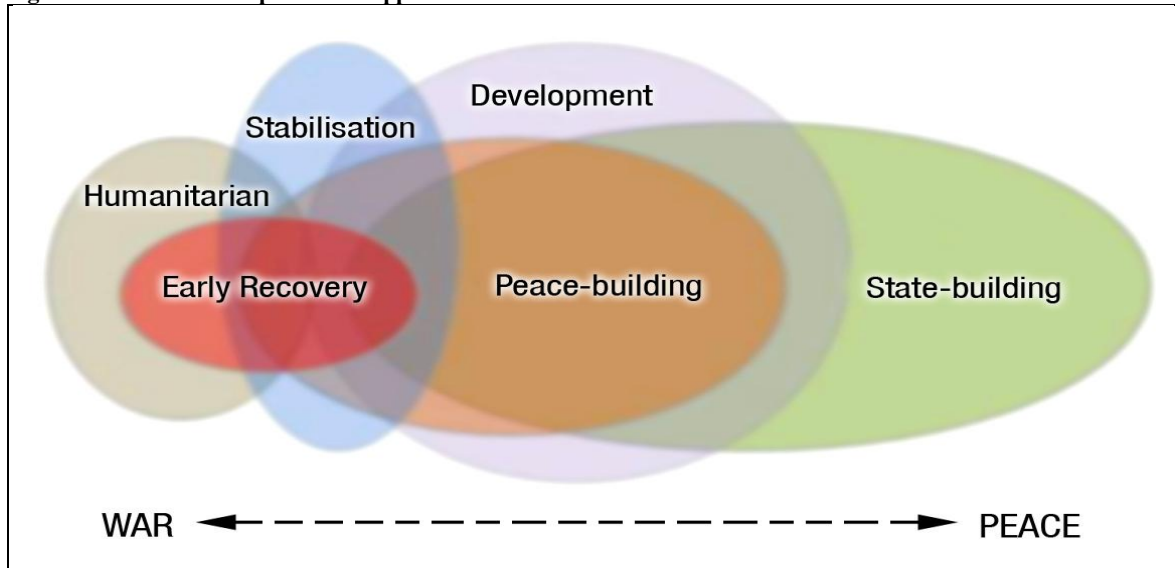 Development
Stabilisation
Humanitarian
Early Recovery
Peace-building
State-building
WAR
PEACE